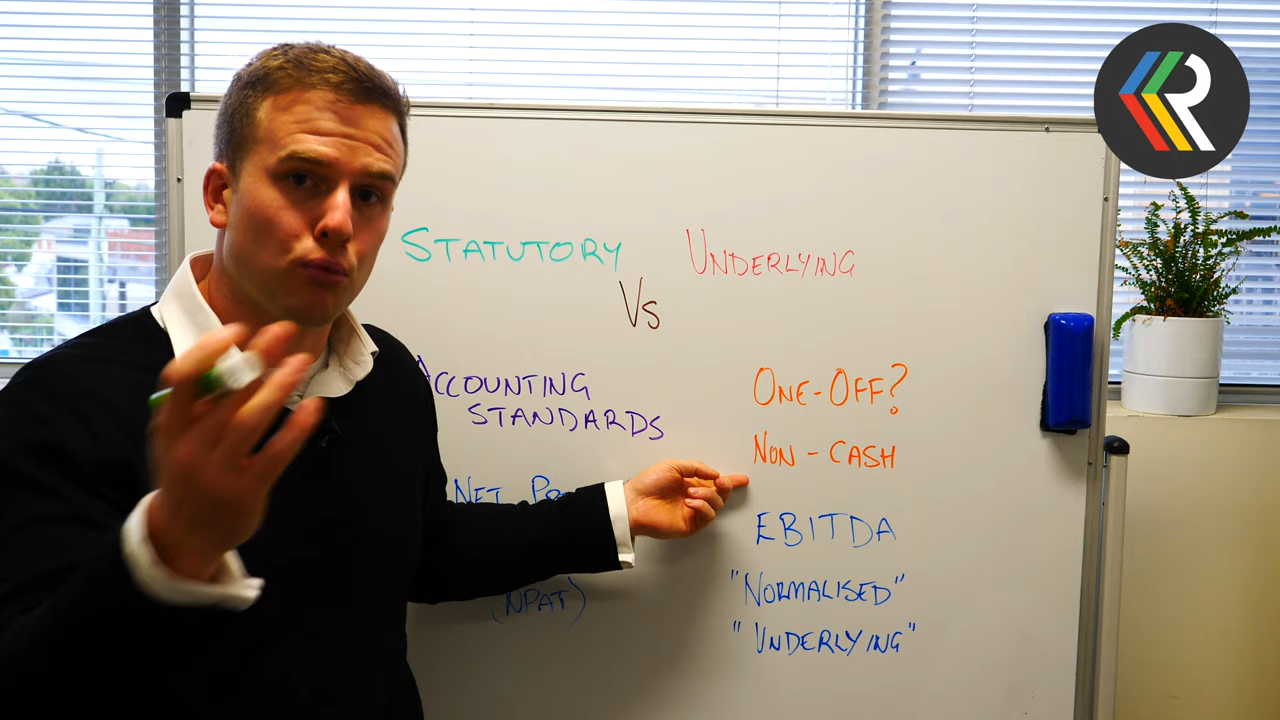 STATUTORY
UNDERLYING
Vs
ACCOUNTING
STANDARDS
NET
(NPAT)
ONE-OFF?
NON - CASH
EBITDA
"NORMALISED"
"UNDERLYING"
R